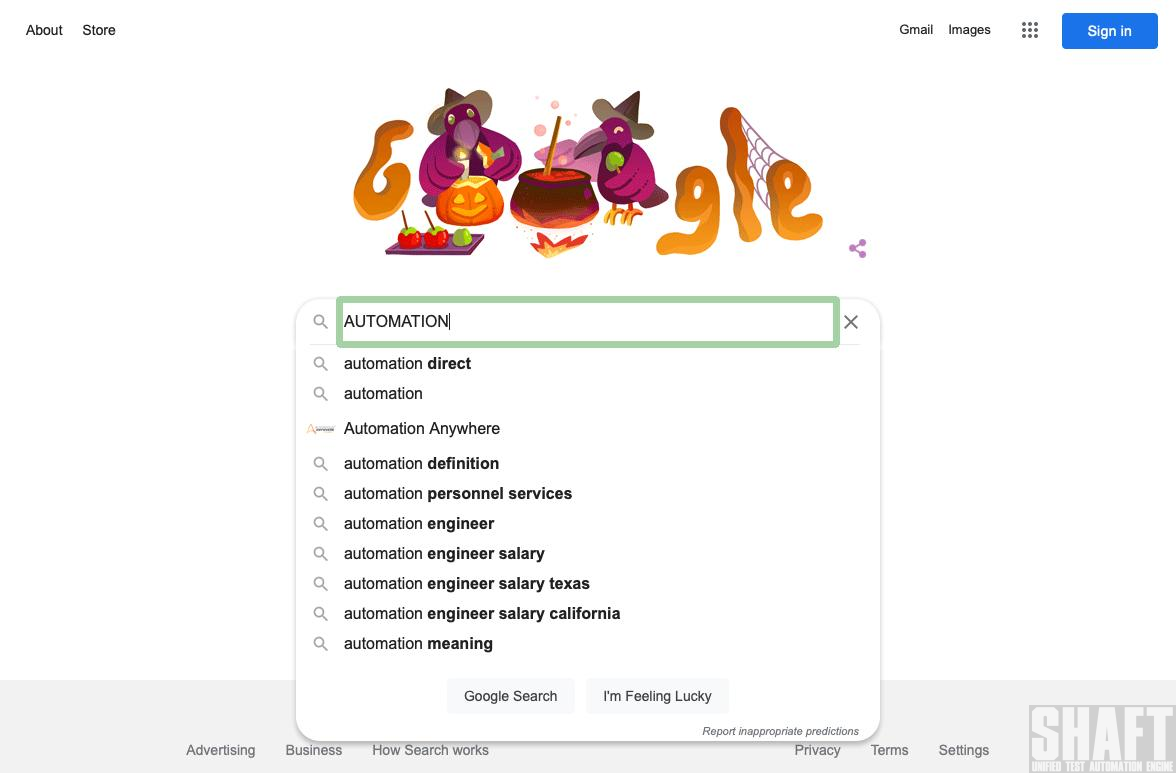 About Store
Gmail Images Sign in
Google
AUTOMATION
automation direct
automation
Automation Anywhere
automation definition
automation personnel services
automation engineer
automation engineer salary
automation engineer salary texas
automation engineer salary california
automation meaning
Google Search I'm Feeling Lucky
Report inappropriate predictions
Advertising Business How Search works
Privacy Terms Settings
SHAFT
UNIFIED TEST AUTOMATION ENGINE